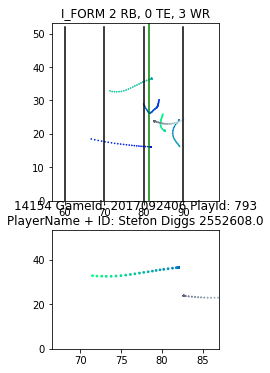 I_FORM 2 RB, 0 TE, 3 WR
50
40
30
20
10
0
60 70 80 90
14154 GameId: 2017092406 PlayId: 793
PlayerName + ID: Stefon Diggs 2552608.0
40
20
0
70 75 80 85